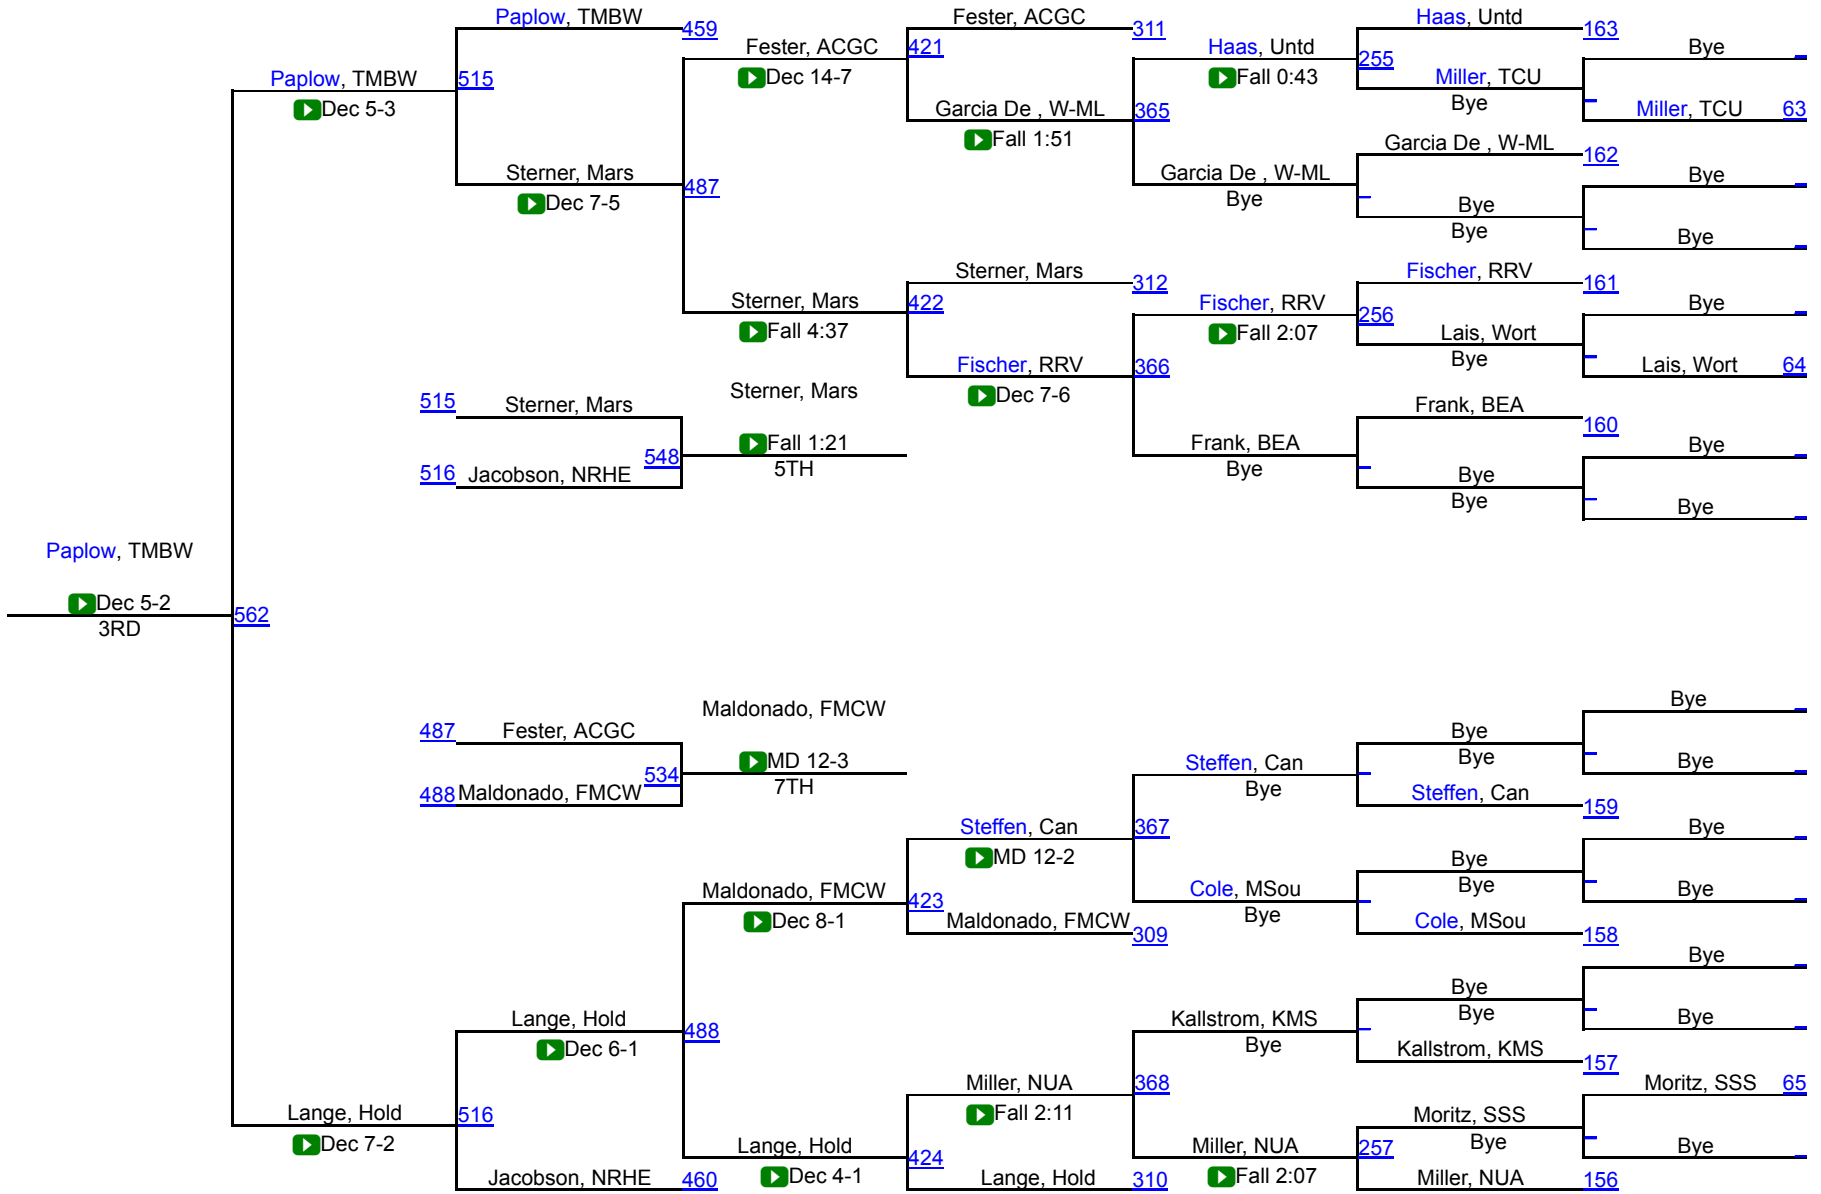 Paplow, TMBW
459
Paplow, TMBW
Dec 5-3
515
Sterner, Mars
Dec 7-5
Fester, ACGC
Dec 14-7
487
Sterner, Mars
Fall 4:37
Fester, ACGC
311
421
Garcia De , W-ML
Fall 1:51
Sterner, Mars
312
422
Fischer, RRV
Dec 7-6
Haas, Untd
Fall 0:43
365
Garcia De , W-ML
Bye
Fischer, RRV
Fall 2:07
366
Frank, BEA
Bye
Haas, Untd
163
255
Miller, TCU
Bye
Garcia De , W-ML
162
Bye
Bye
Fischer, RRV
161
256
Lais, Wort
Bye
Frank, BEA
160
Bye
Bye
Bye
Miller, TCU 63
Bye
Bye
Bye
Lais, Wort 64
Bye
Bye
515 Sterner, Mars
516 Jacobson, NRHE
548
Sterner, Mars
Fall 1:21
5TH
Paplow, TMBW
Dec 5-2
3RD
562
487 Fester, ACGC
488 Maldonado, FMCW
534
Maldonado, FMCW
MD 12-3
7TH
Lange, Hold
Dec 7-2
516
Lange, Hold
Dec 6-1
Jacobson, NRHE 460
488
Maldonado, FMCW
Dec 8-1
Lange, Hold
Dec 4-1
Steffen, Can
MD 12-2
423
Maldonado, FMCW
309
Miller, NUA
Fall 2:11
424
Lange, Hold 310
Steffen, Can
Bye
367
Cole, MSou
Bye
Kallstrom, KMS
Bye
368
Miller, NUA
Fall 2:07
Bye
Bye
Steffen, Can
159
Bye
Bye
Cole, MSou
158
Bye
Bye
Kallstrom, KMS
157
Moritz, SSS
Bye
257
Miller, NUA 156
Bye
Bye
Bye
Bye
Bye
Bye
Moritz, SSS 65
Bye